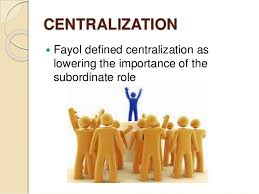 CENTRALIZATION
Fayol defined centralization as
lowering the importance of the
subordinate role